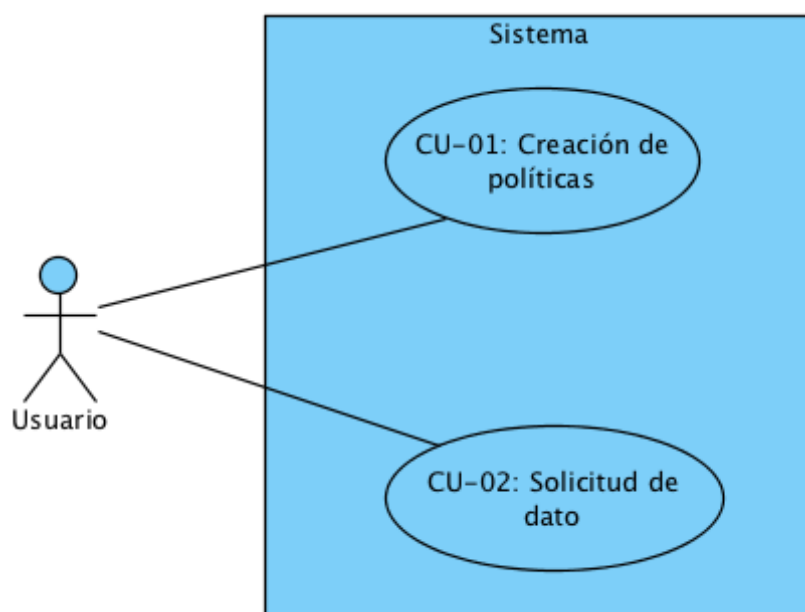 Sistema
CU-01: Creación de
políticas
Usuario
CU-02: Solicitud de
dato